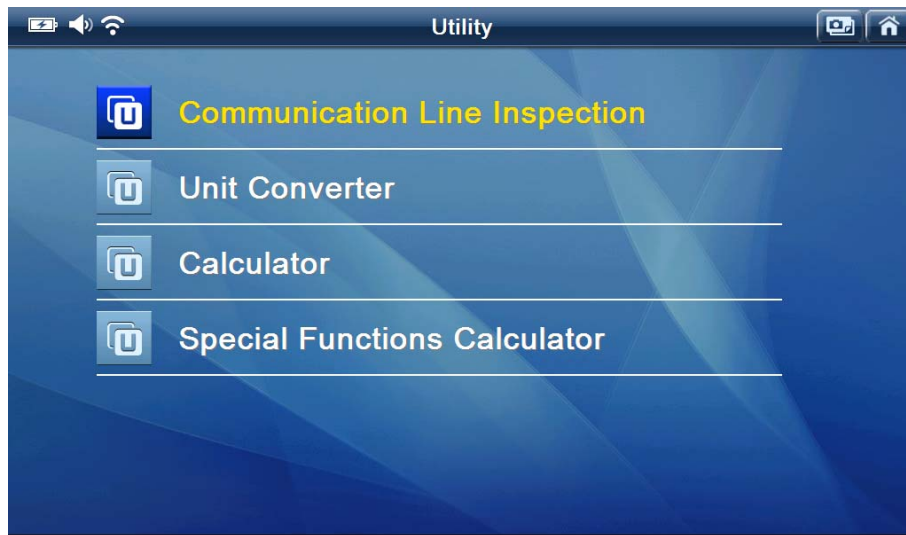 Utility
Communication Line Inspection
Unit Converter
Calculator
Special Functions Calculator